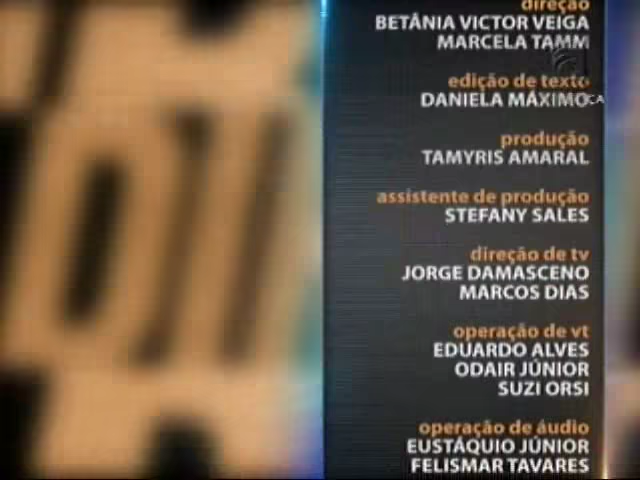 direção
BETÂNIA VICTOR VEIGA
MARCELA TAMM
edição de texto
DANIELA MÁXIMO
produção
TAMYRIS AMARAL
assistente de produção
STEFANY SALES
direção de tv
JORGE DAMASCENO
MARCOS DIAS
operação de vt
EDUARDO ALVES
ODAIR JÚNIOR
SUZI ORSI
operação de áudio
EUSTÁQUIO JÚNIOR
FELISMAR TAVARES